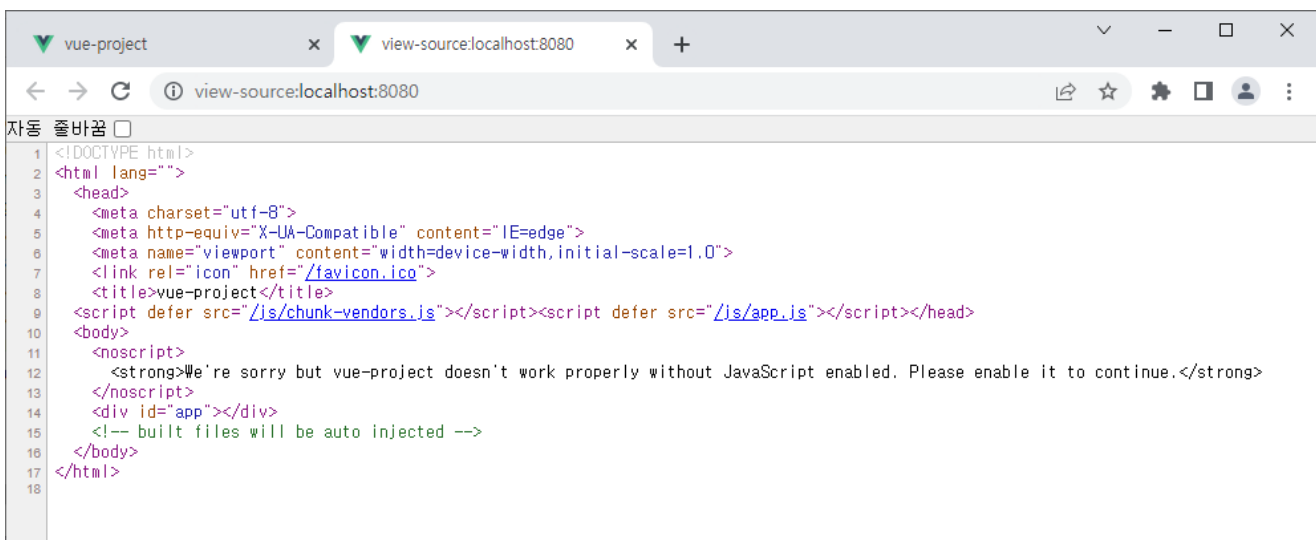 vue-project
view-source:localhost:8080
view-source:localhost:8080
자동 줄바꿈
1 <!DOCTYPE html>
2 <html lang="">
3   <head>
4     <meta charset="utf-8">
5     <meta http-equiv="X-UA-Compatible" content="IE=edge">
6     <meta name="viewport" content="width=device-width,initial-scale=1.0">
7     <link rel="icon" href="/favicon.ico">
8     <title>vue-project</title>
9   <script defer src="/js/chunk-vendors.js"></script><script defer src="/js/app.js"></script></head>
10   <body>
11     <noscript>
12       <strong>We're sorry but vue-project doesn't work properly without JavaScript enabled. Please enable it to continue.</strong>
13     </noscript>
14     <div id="app"></div>
15     <!-- built files will be auto injected -->
16   </body>
17 </html>
18